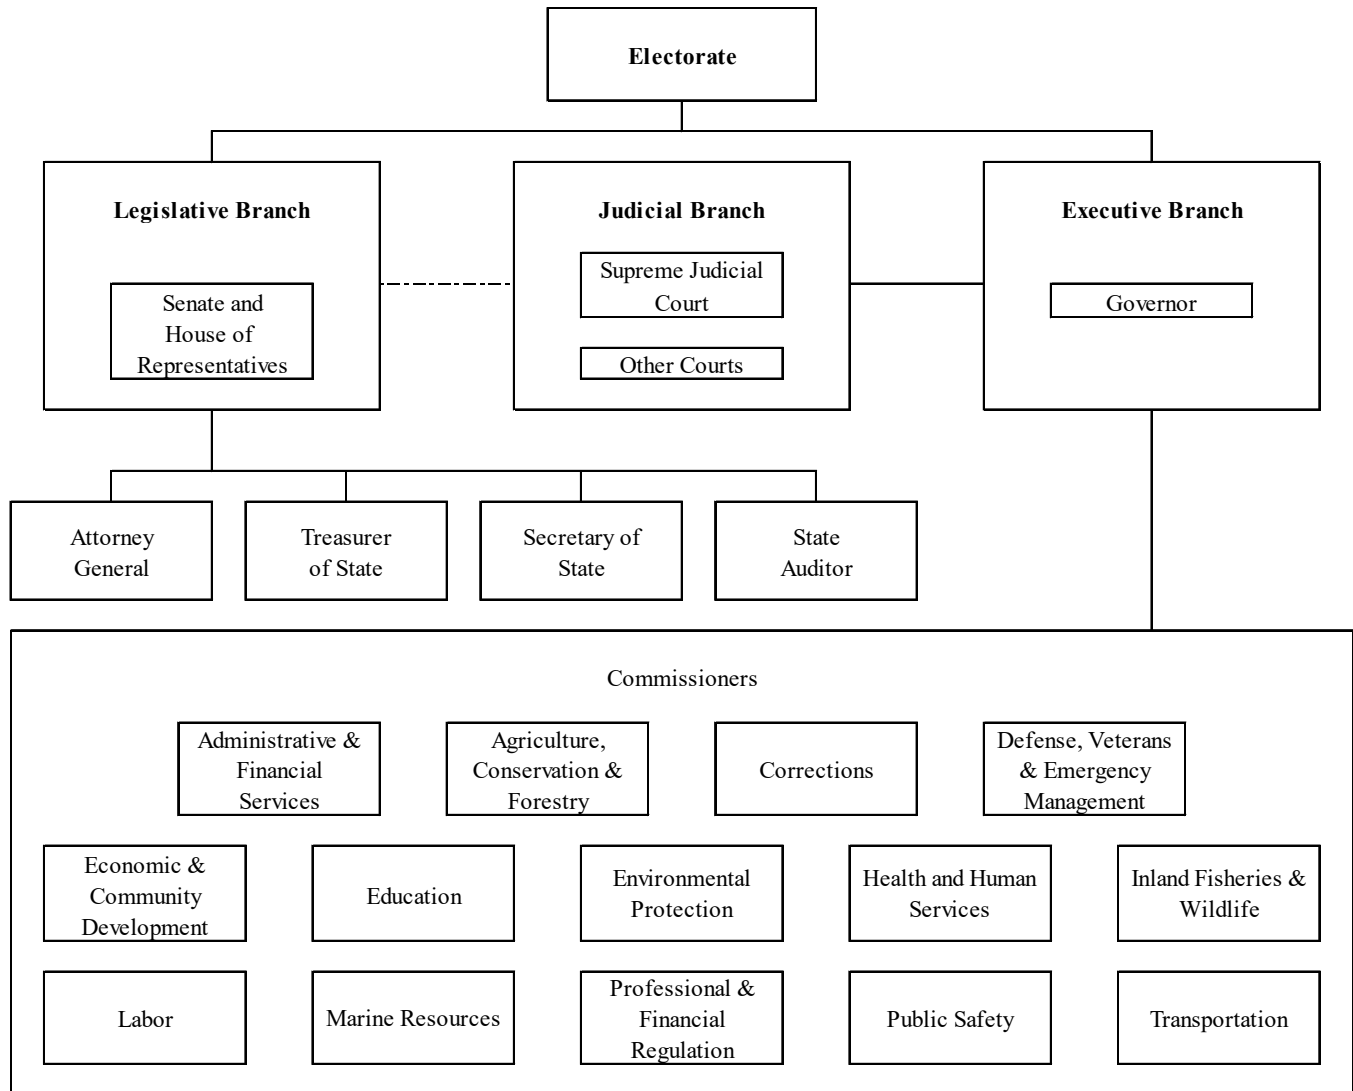 Electorate
Legislative Branch
Judicial Branch
Executive Branch
Senate and
House of
Representatives
Supreme Judicial
Court
Other Courts
Governor
Attorney
General
Treasurer
of State
Secretary of
State
State
Auditor
Commissioners
Administrative &
Financial
Services
Agriculture,
Conservation &
Forestry
Corrections
Defense, Veterans
& Emergency
Management
Economic &
Community
Development
Education
Environmental
Protection
Health and Human
Services
Inland Fisheries &
Wildlife
Labor
Marine Resources
Professional &
Financial
Regulation
Public Safety
Transportation